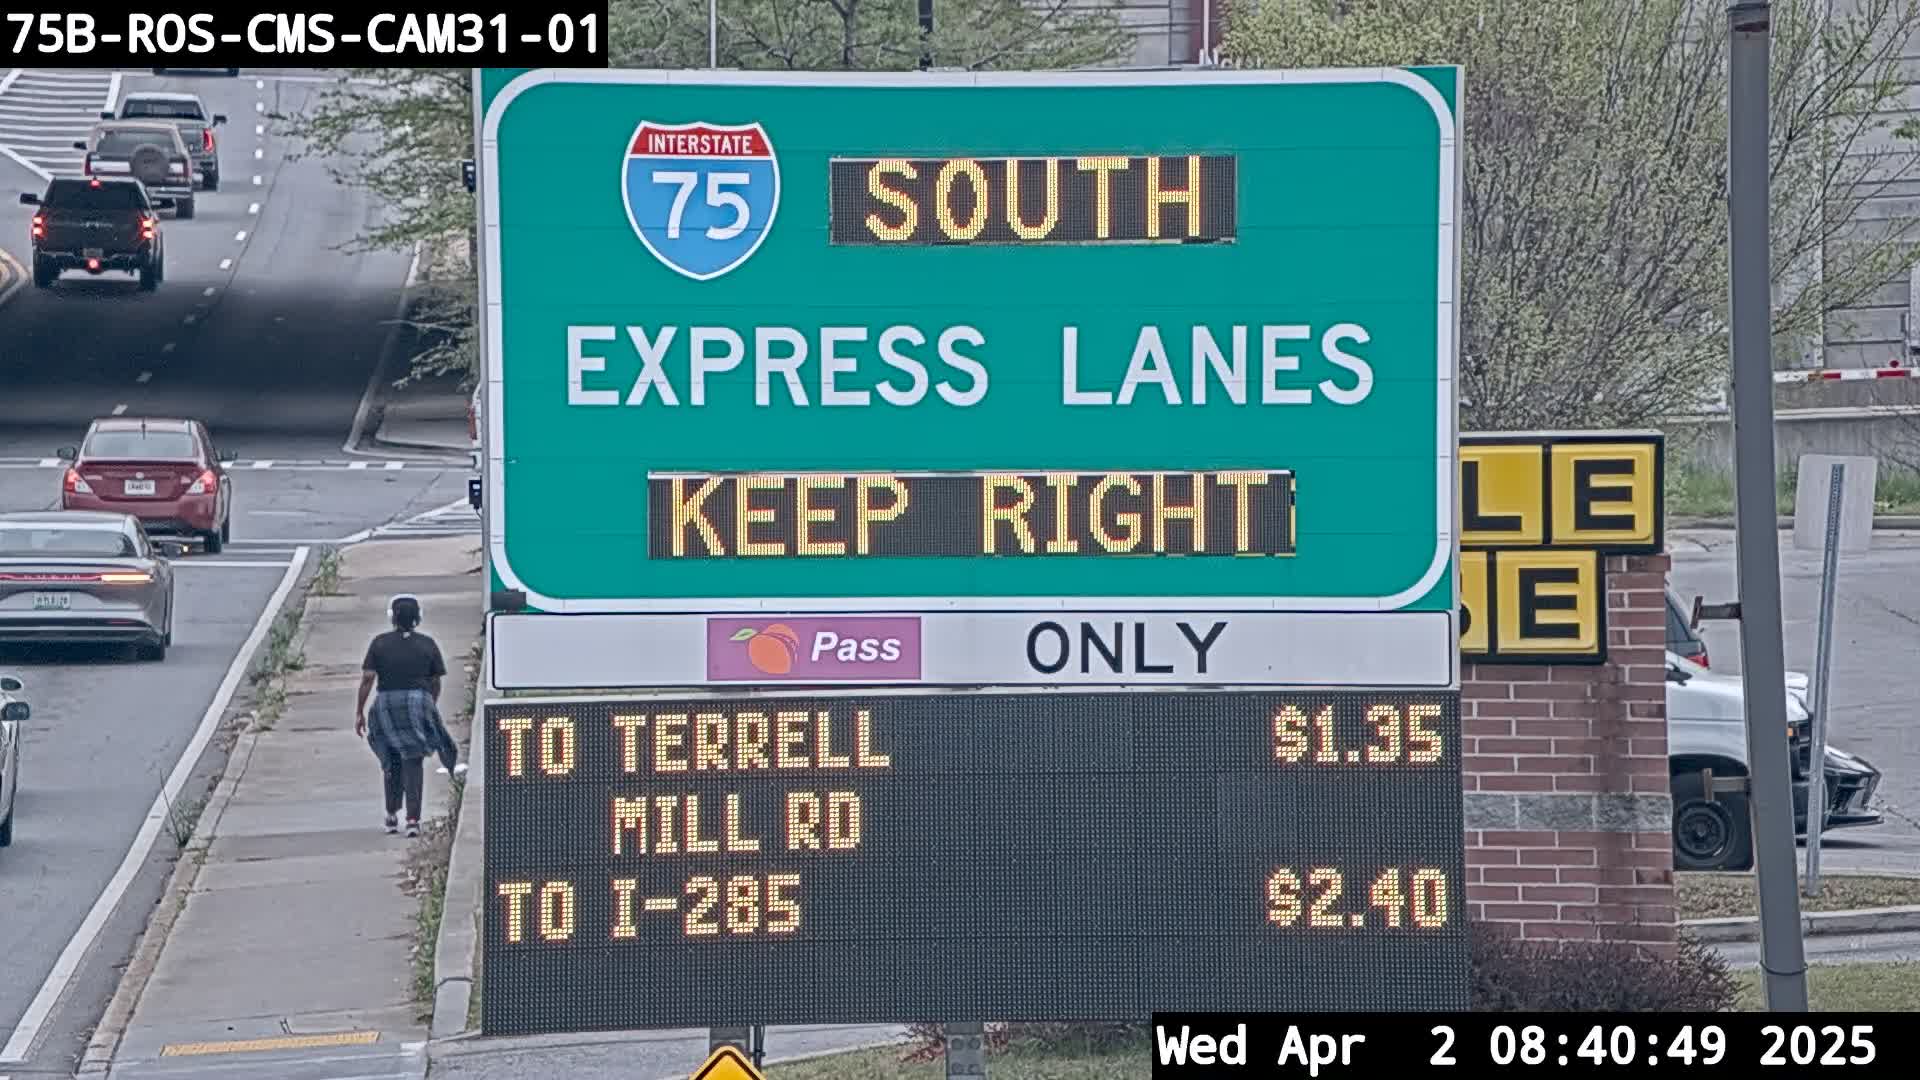 75B-ROS-CMS-CAM31-01
INTERSTATE
75
SOUTH
EXPRESS LANES
KEEP RIGHT
Pass ONLY
TO TERRELL $1.35
MILL RD
TO I-285 $2.40
LE
E
Wed Apr 2 08:40:49 2025